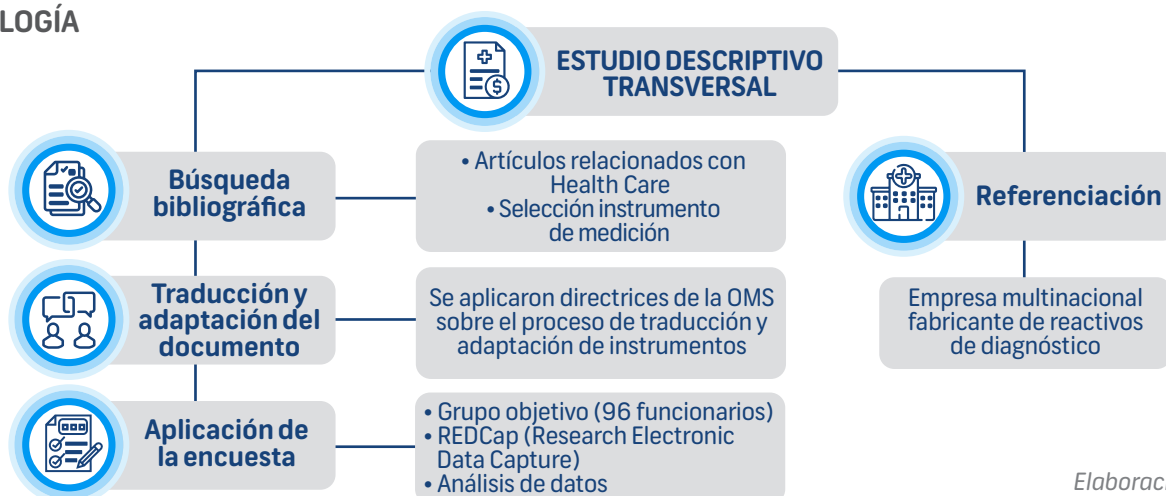 LOGÍA
ESTUDIO DESCRIPTIVO
TRANSVERSAL
Búsqueda
bibliográfica
• Artículos relacionados con
Health Care
• Selección instrumento
de medición
Traducción y
adaptación del
documento
Se aplicaron directrices de la OMS
sobre el proceso de traducción y
adaptación de instrumentos
Aplicación de
la encuesta
• Grupo objetivo (96 funcionarios)
• REDCap (Research Electronic
Data Capture)
• Análisis de datos
Referenciación
Empresa multinacional
fabricante de reactivos
de diagnóstico
Elaborac